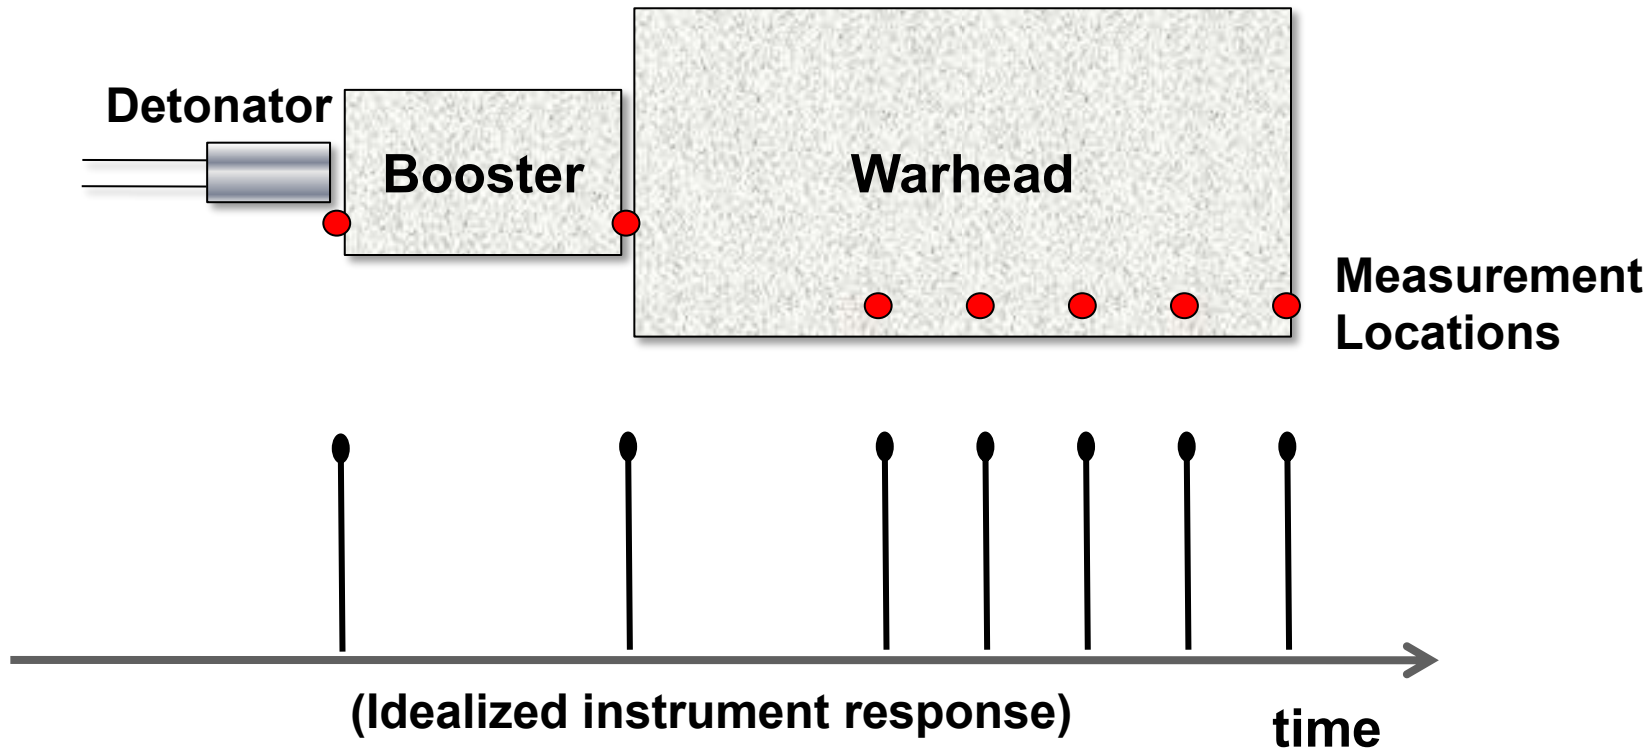 Detonator
Booster
Warhead
Measurement
Locations
(Idealized instrument response)
time